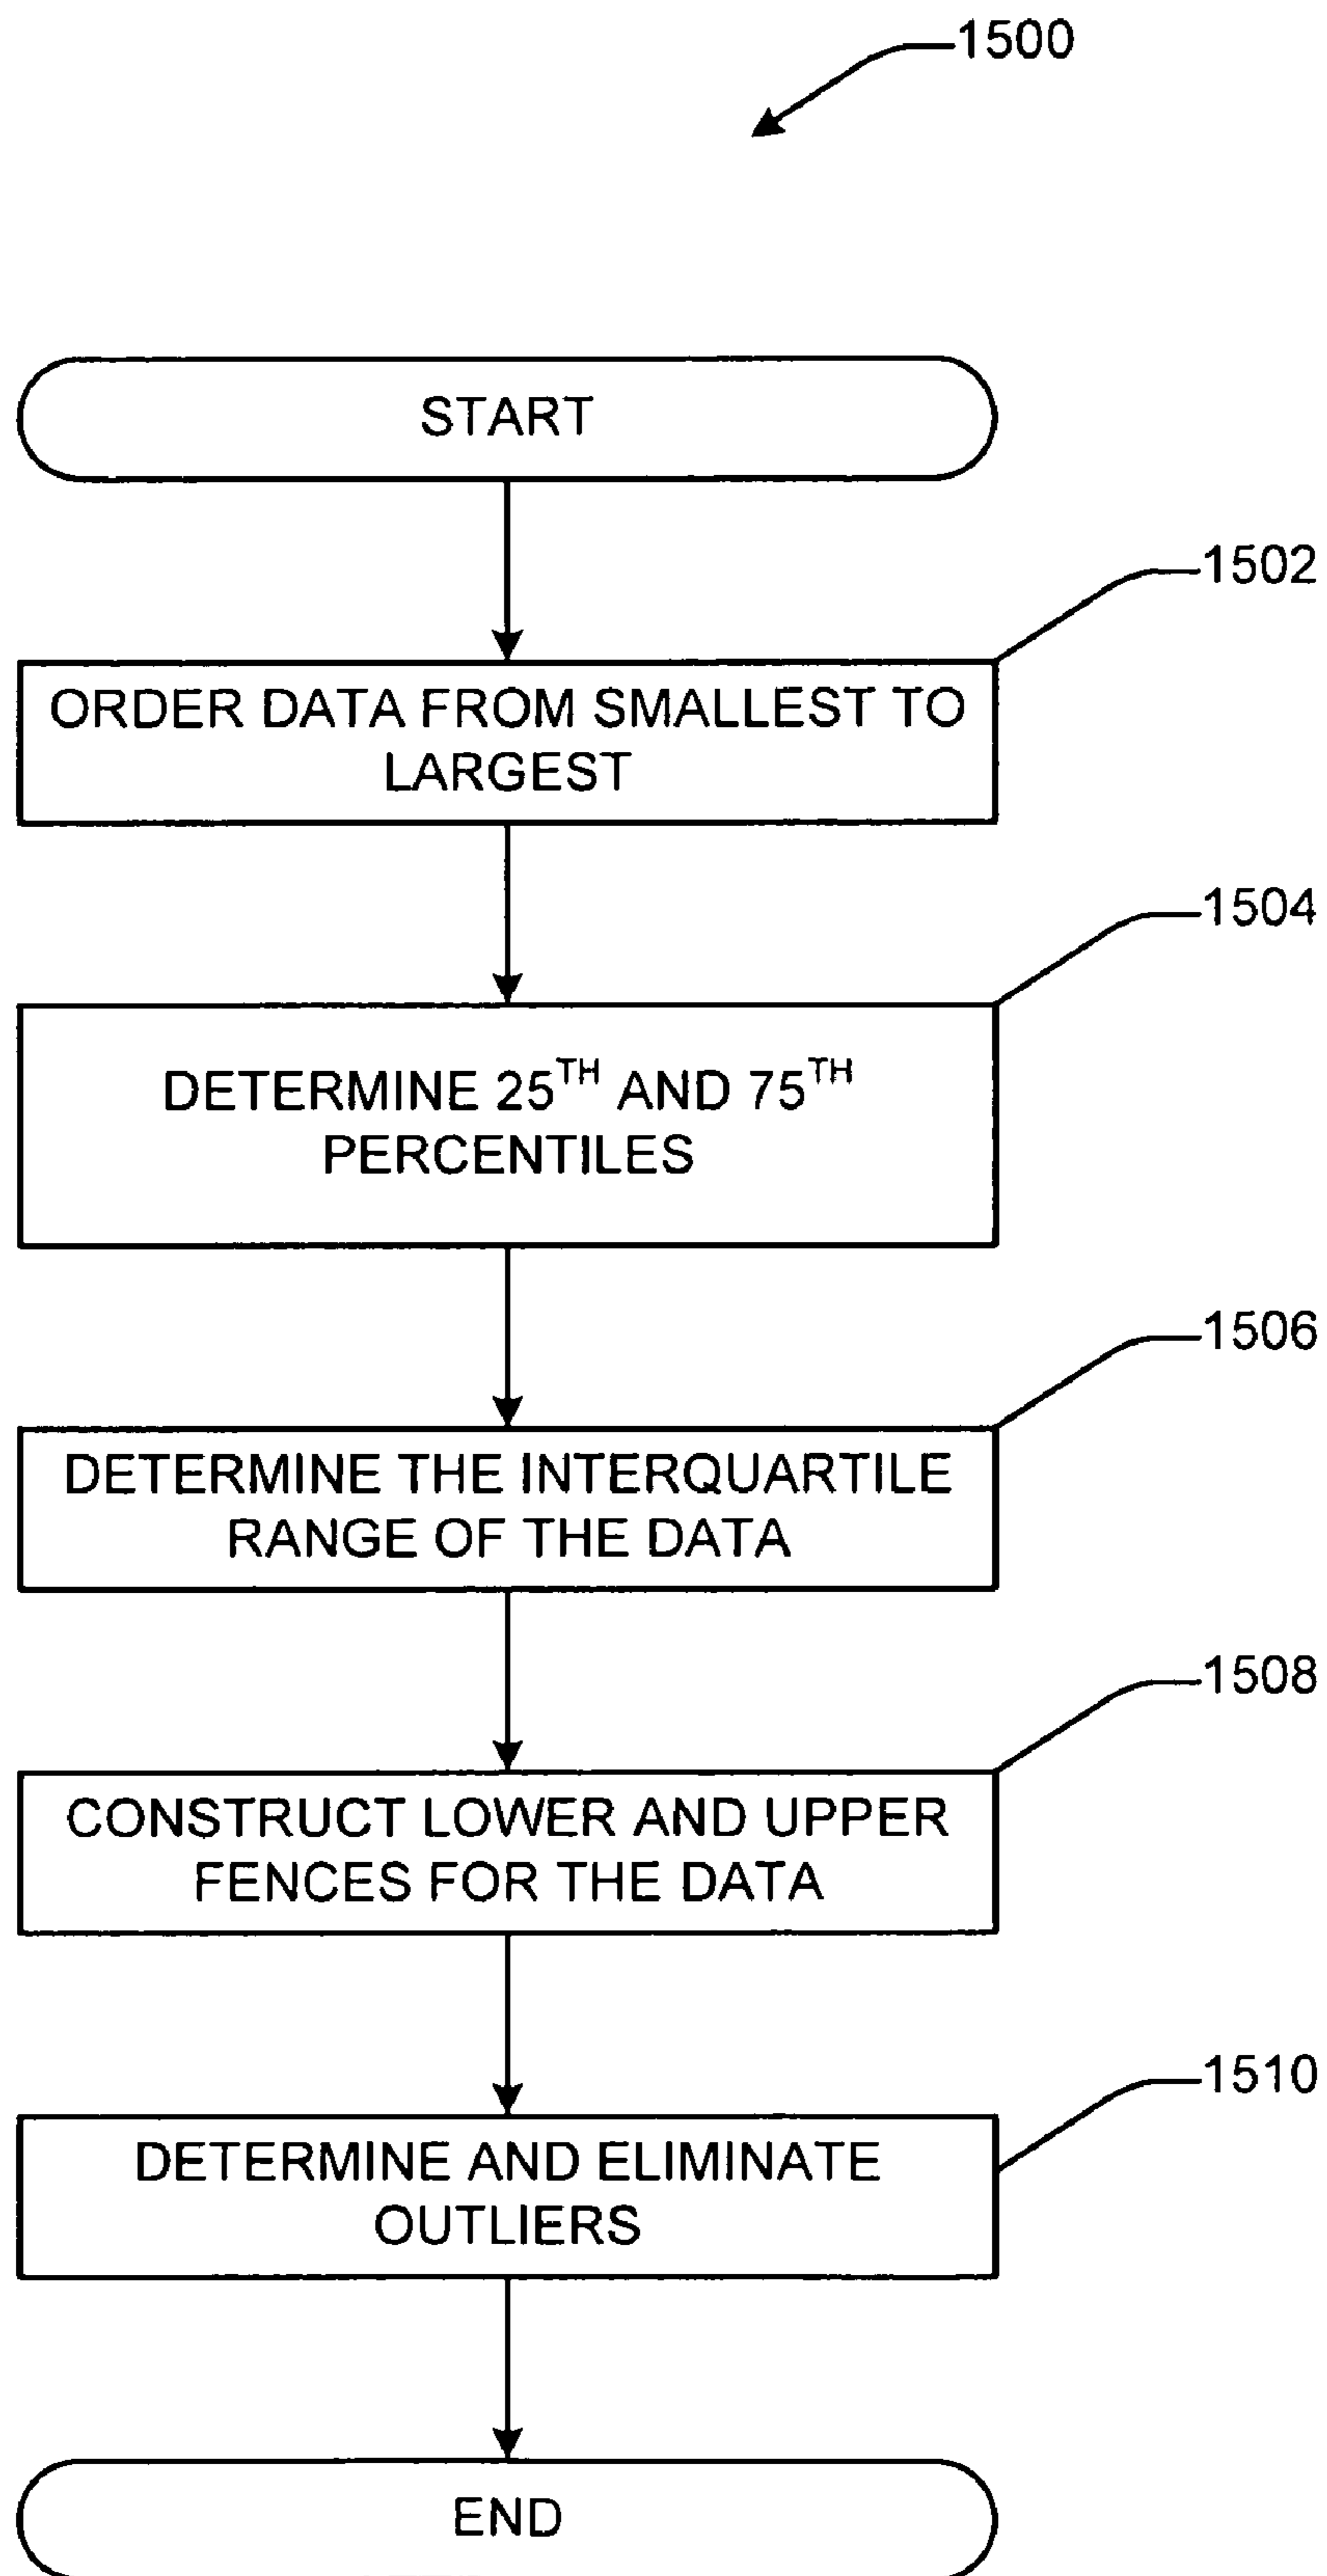 1500
START
1502
ORDER DATA FROM SMALLEST TO
LARGEST
1504
DETERMINE 25TH AND 75TH
PERCENTILES
1506
DETERMINE THE INTERQUARTILE
RANGE OF THE DATA
1508
CONSTRUCT LOWER AND UPPER
FENCES FOR THE DATA
1510
DETERMINE AND ELIMINATE
OUTLIERS
END